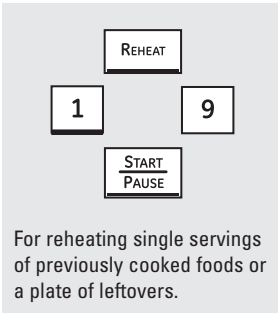 REHEAT
1 9
START
PAUSE
For reheating single servings
of previously cooked foods or
a plate of leftovers.